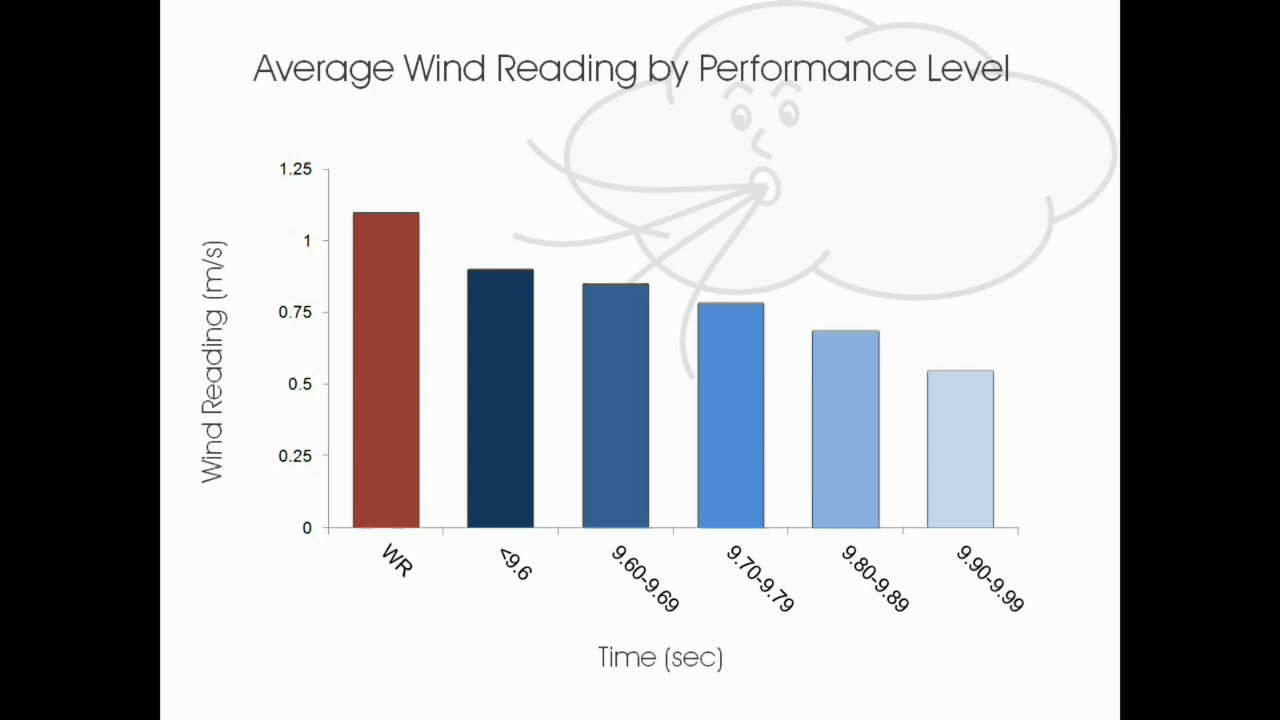 Average Wind Reading by Performance Level
Wind Reading (m/s)
1.25
1
0.75
0.5
0.25
0
WR
<9.6
9.60-9.69
9.70-9.79
9.80-9.89
9.90-9.99
Time (sec)